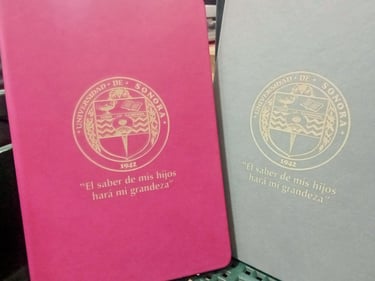 UNIVERSIDAD · DE · SONORA
1942
"El saber de mis hijos
hará mi grandeza"
UNIVERSIDAD · DE · SONORA
1942
"El saber de mis hijos
hará mi grandeza"